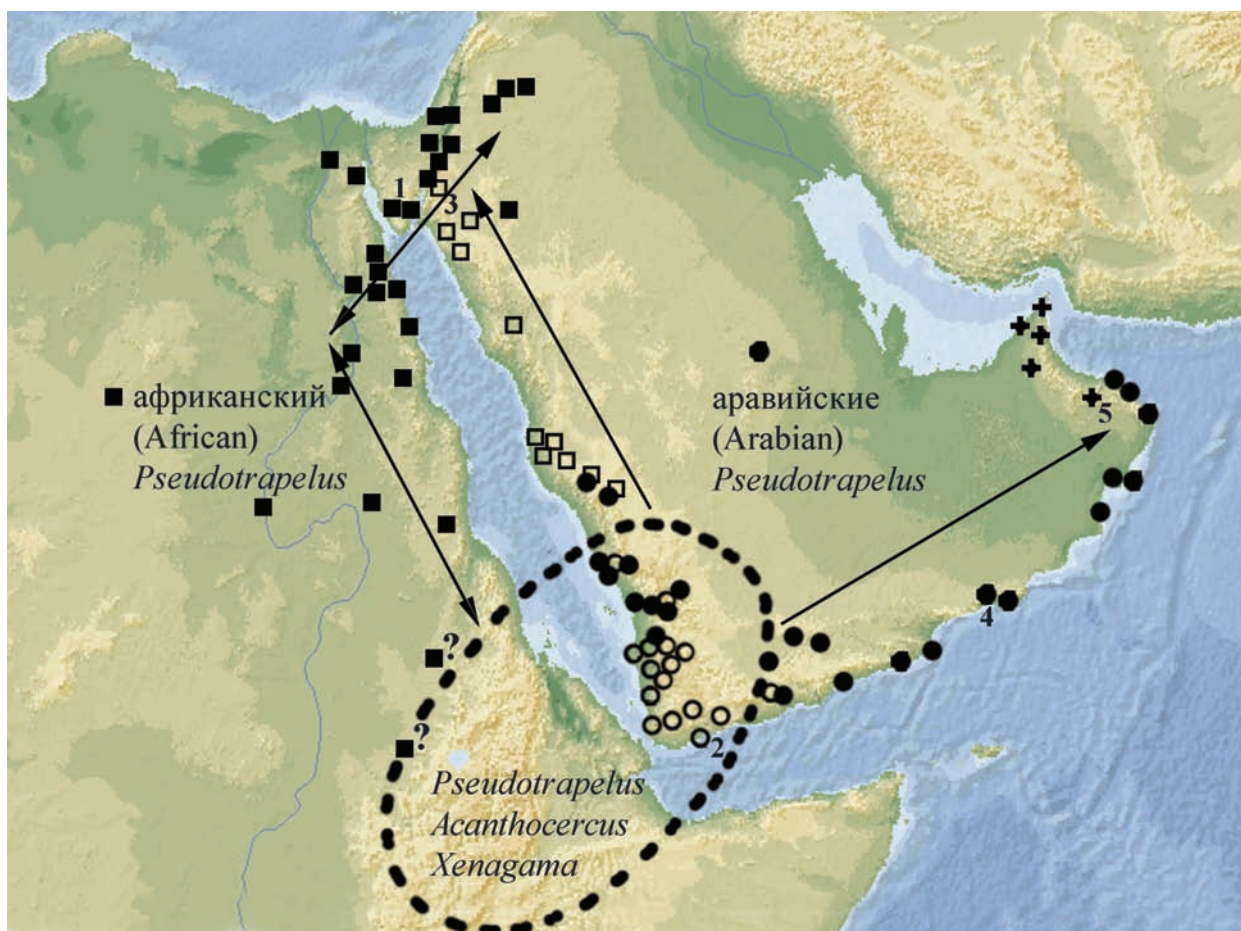 1
3
африканский
(African)
Pseudotrapelus
аравийские
(Arabian)
Pseudotrapelus
5
4
?
?
2
Pseudotrapelus
Acanthocercus
Xenagama